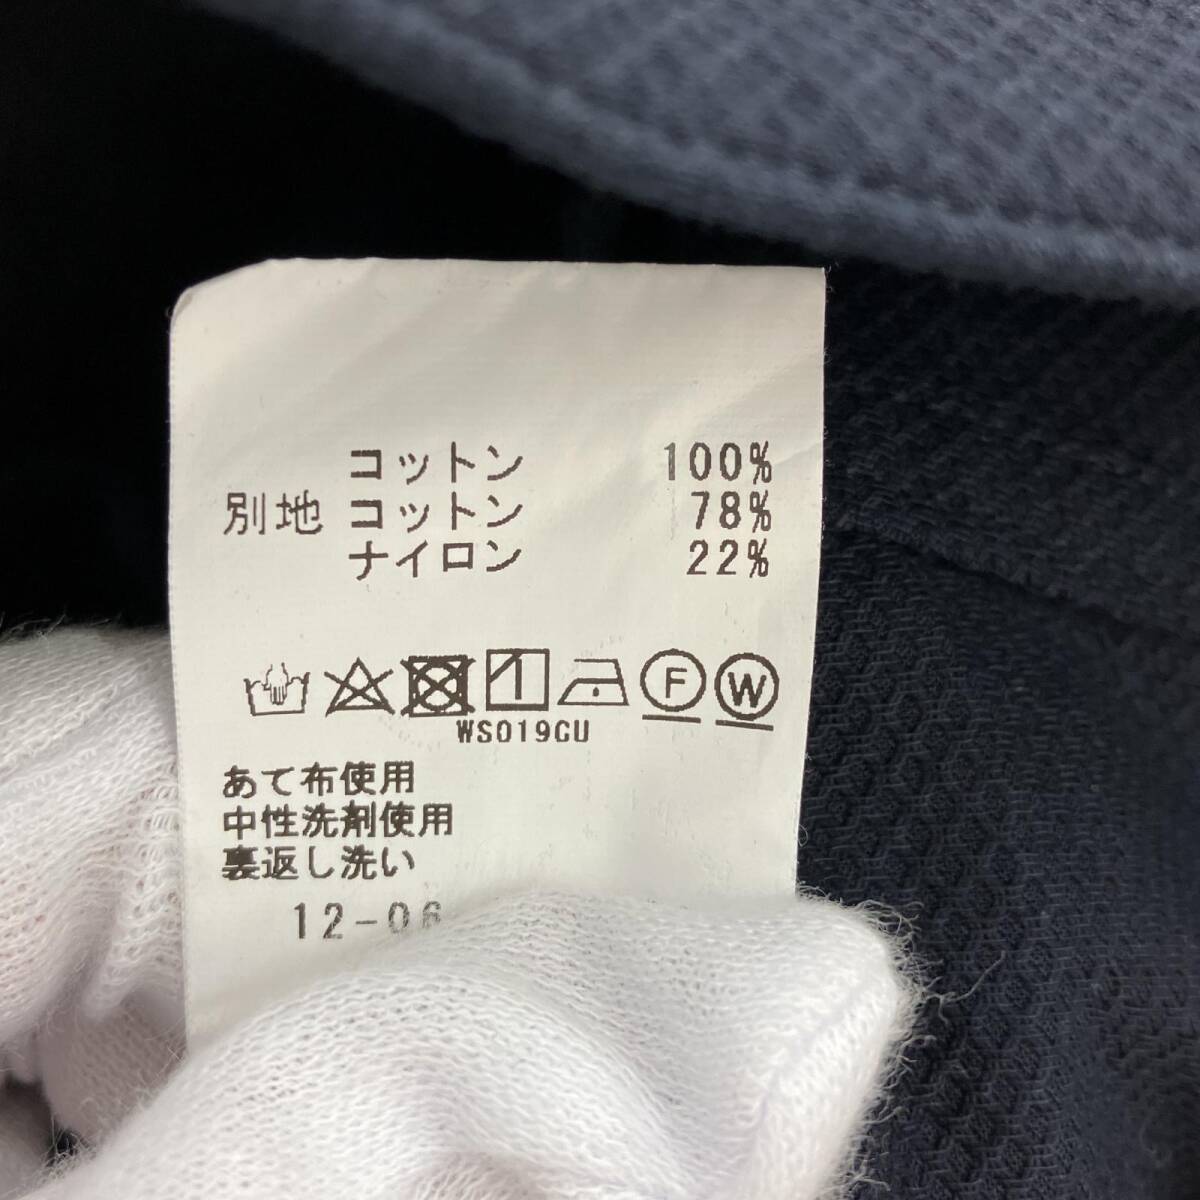 コットン 100%
別地 コットン 78%
ナイロン 22%
F W
WS019GU
あて布使用
中性洗剤使用
裏返し洗い
12-06